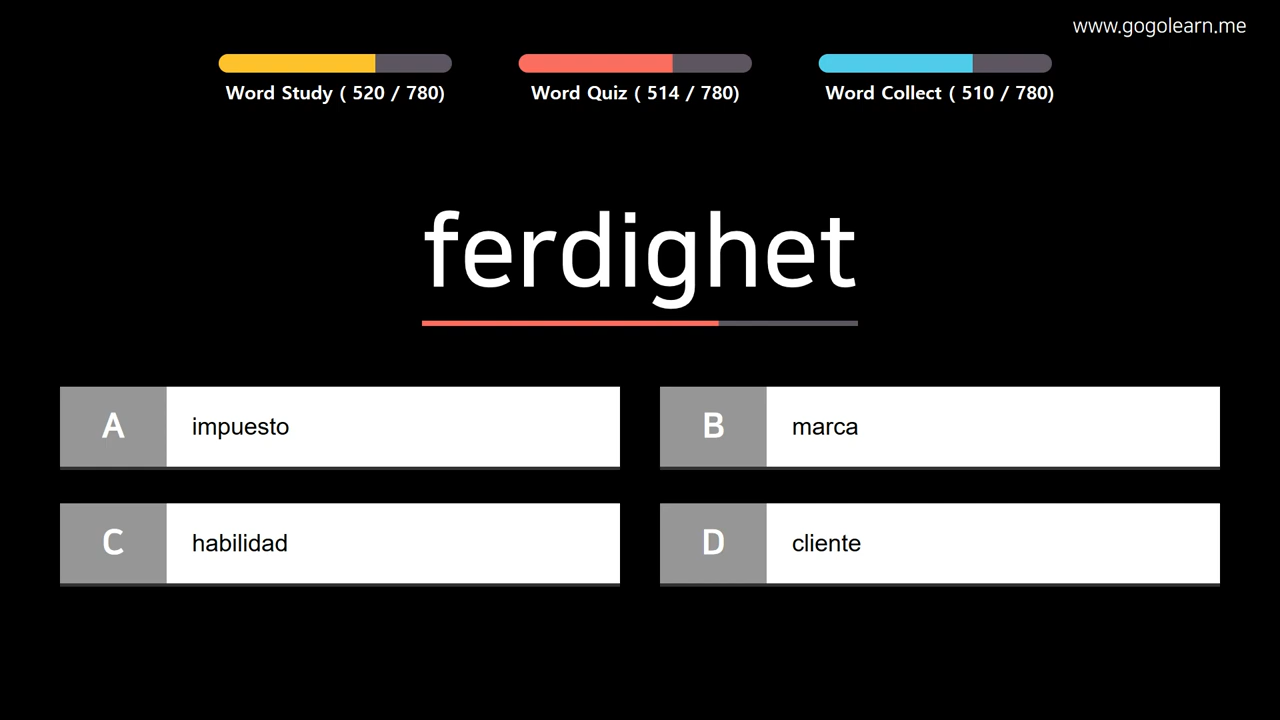 www.gogolearn.me
Word Study ( 520 / 780)
Word Quiz ( 514 / 780)
Word Collect ( 510 / 780)
ferdighet
A impuesto
B marca
C habilidad
D cliente